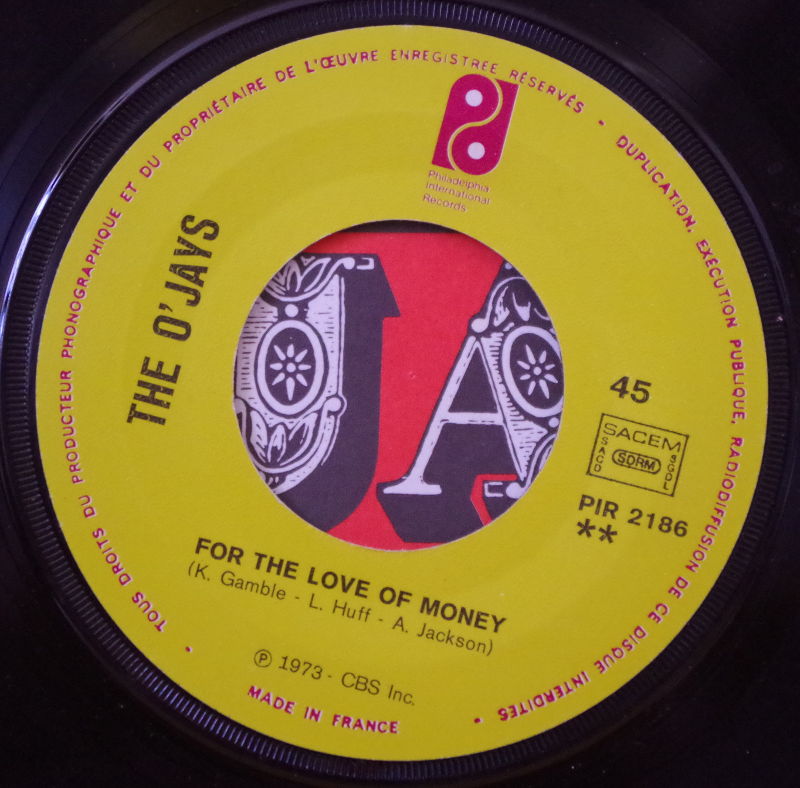 TOUS DROITS DU PRODUCTEUR PHONOGRAPHIQUE ET DU PROPRIÉTAIRE DE L'ŒUVRE ENREGISTREE RÉSERVÉS - DUPLICATION, EXÉCUTION PUBLIQUE, RADIODIFFUSION DE CE DISQUE INTERDITES -
Philadelphia
International
Records
THE O'JAYS
JA
45
SACEM
SACD
SDRM
SGDL
PIR 2186
**
FOR THE LOVE OF MONEY
(K. Gamble - L. Huff - A. Jackson)
℗ 1973 - CBS Inc.
MADE IN FRANCE -